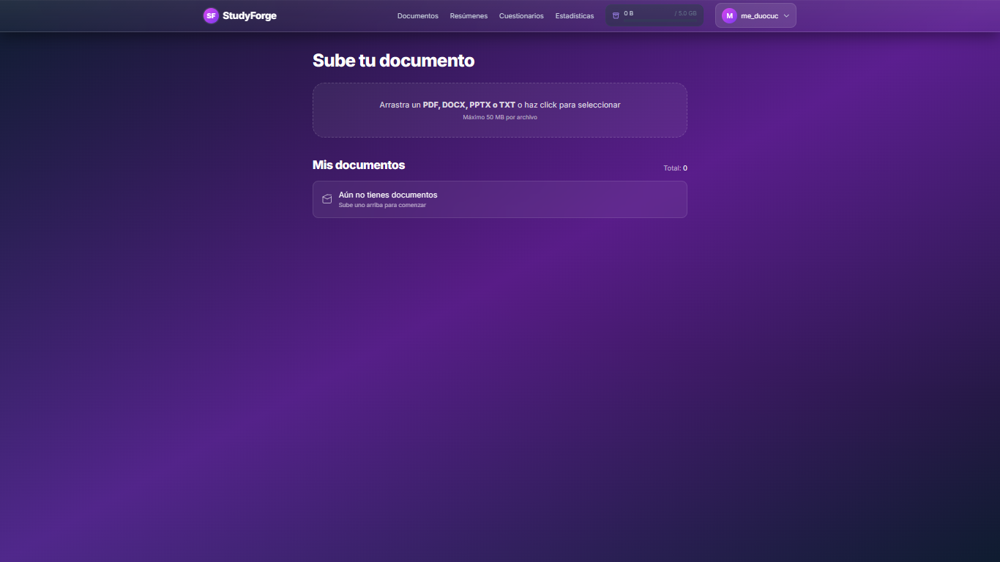 SF StudyForge Documentos Resúmenes Cuestionarios Estadísticas 0 B / 5.0 GB M me_duocuc
Sube tu documento
Arrastra un PDF, DOCX, PPTX o TXT o haz click para seleccionar
Máximo 50 MB por archivo
Mis documentos Total: 0
Aún no tienes documentos
Sube uno arriba para comenzar